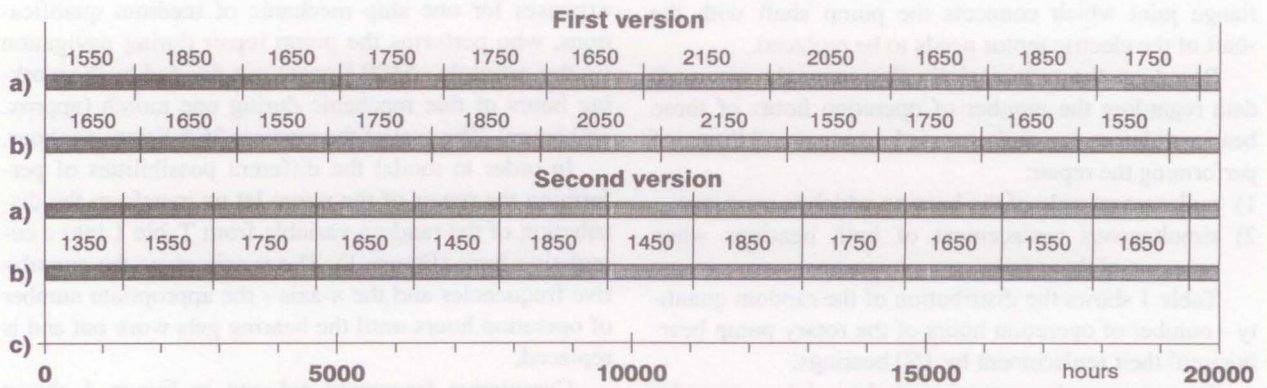 First version
1550 1850 1650 1750 1750 1650 2150 2050 1650 1850 1750
a)
1650 1650 1550 1750 1850 2050 2150 1550 1750 1650 1550
b)
Second version
a)
1350 1550 1750 1650 1450 1850 1450 1850 1750 1650 1550 1650
b)
c)
0 5000 10000 15000 hours 20000